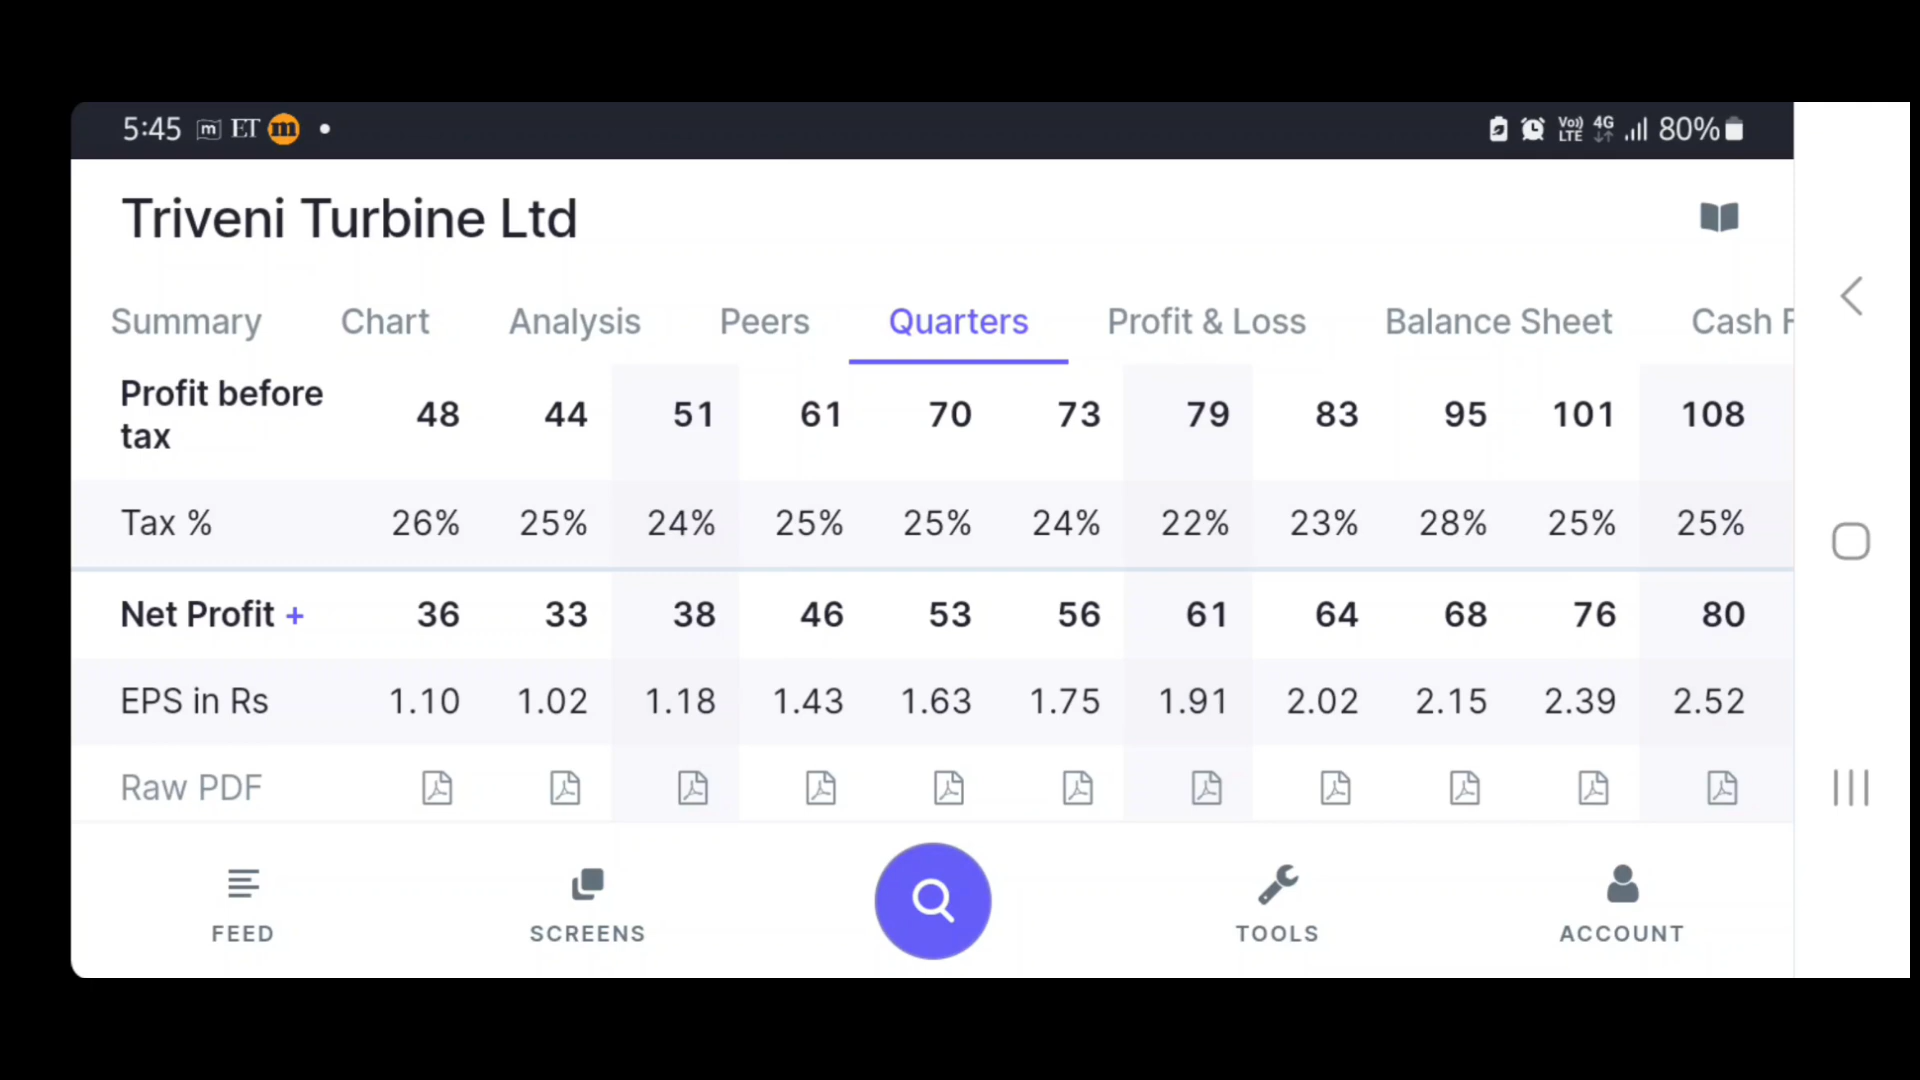 5:45 m ET m Vo)) LTE 4G 80%
Triveni Turbine Ltd
Summary Chart Analysis Peers Quarters Profit & Loss Balance Sheet Cash F
Profit before tax 48 44 51 61 70 73 79 83 95 101 108
Tax % 26% 25% 24% 25% 25% 24% 22% 23% 28% 25% 25%
Net Profit + 36 33 38 46 53 56 61 64 68 76 80
EPS in Rs 1.10 1.02 1.18 1.43 1.63 1.75 1.91 2.02 2.15 2.39 2.52
Raw PDF
FEED SCREENS TOOLS ACCOUNT